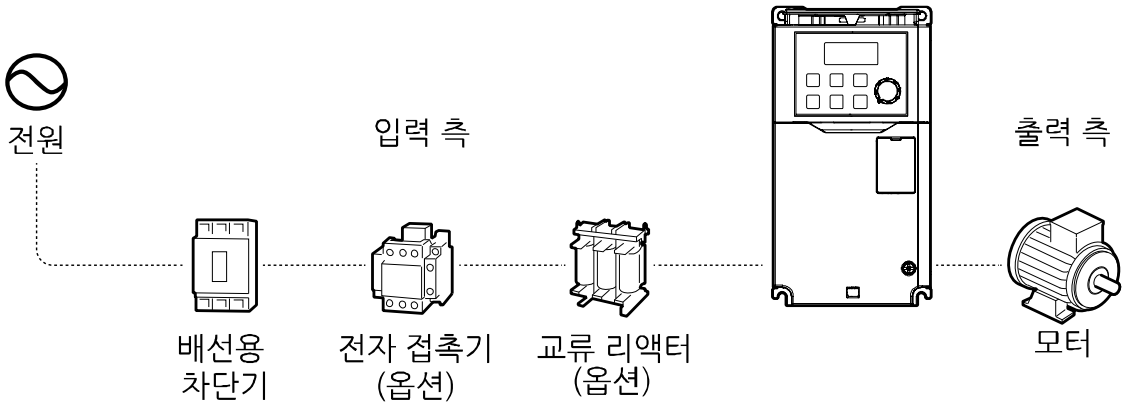 전원
입력 측
출력 측
배선용
차단기
전자 접촉기
(옵션)
교류 리액터
(옵션)
모터